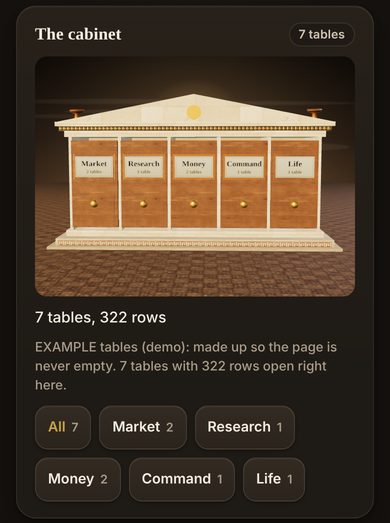 The cabinet
7 tables
Market
2 tables
Research
1 table
Money
2 tables
Command
1 table
Life
1 table
7 tables, 322 rows
EXAMPLE tables (demo): made up so the page is
never empty. 7 tables with 322 rows open right
here.
All 7
Market 2
Research 1
Money 2
Command 1
Life 1